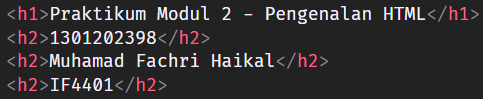 <h1>Praktikum Modul 2 - Pengenalan HTML</h1>
<h2>1301202398</h2>
<h2>Muhamad Fachri Haikal</h2>
<h2>IF4401</h2>